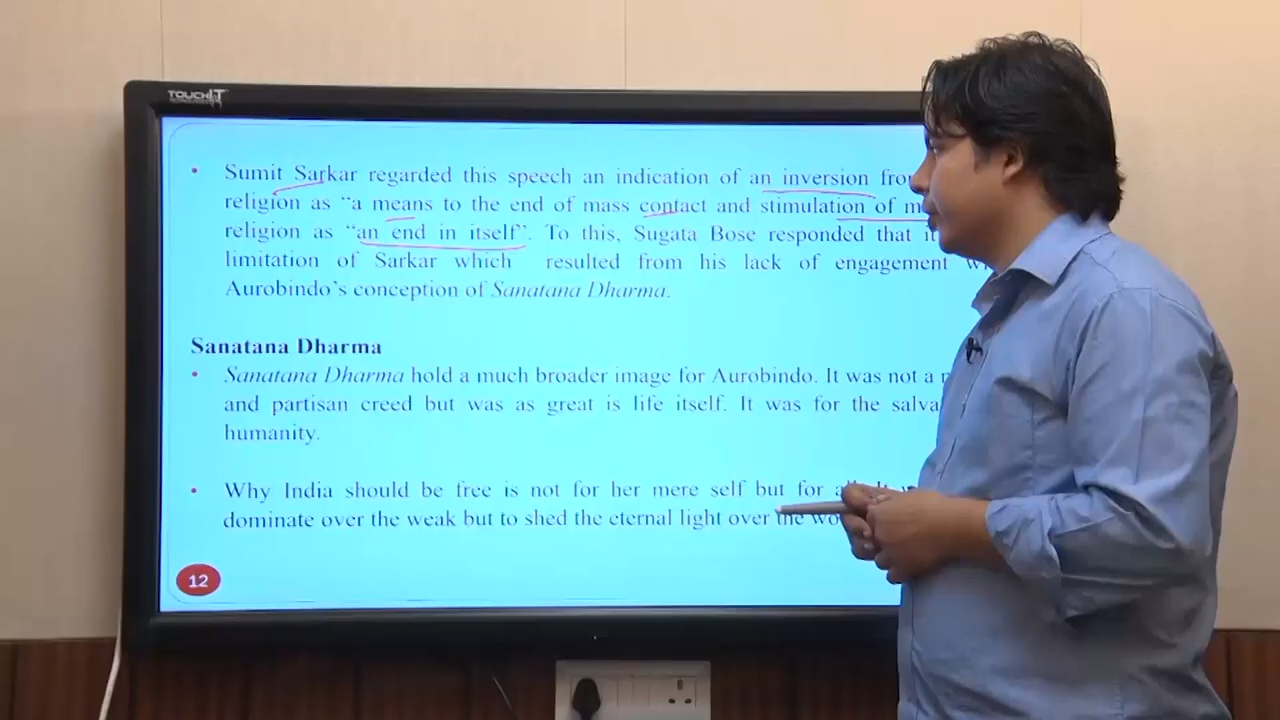 TOUCHIT
• Sumit Sarkar regarded this speech an indication of an inversion
religion as “a means to the end of mass contact and stimulation of
religion as “an end in itself”. To this, Sugata Bose responded that
limitation of Sarkar which resulted from his lack of engagement
Aurobindo’s conception of Sanatana Dharma.
Sanatana Dharma
• Sanatana Dharma hold a much broader image for Aurobindo. It was not a
and partisan creed but was as great is life itself. It was for the
humanity.
• Why India should be free is not for her mere self but for
dominate over the weak but to shed the eternal light over the
12